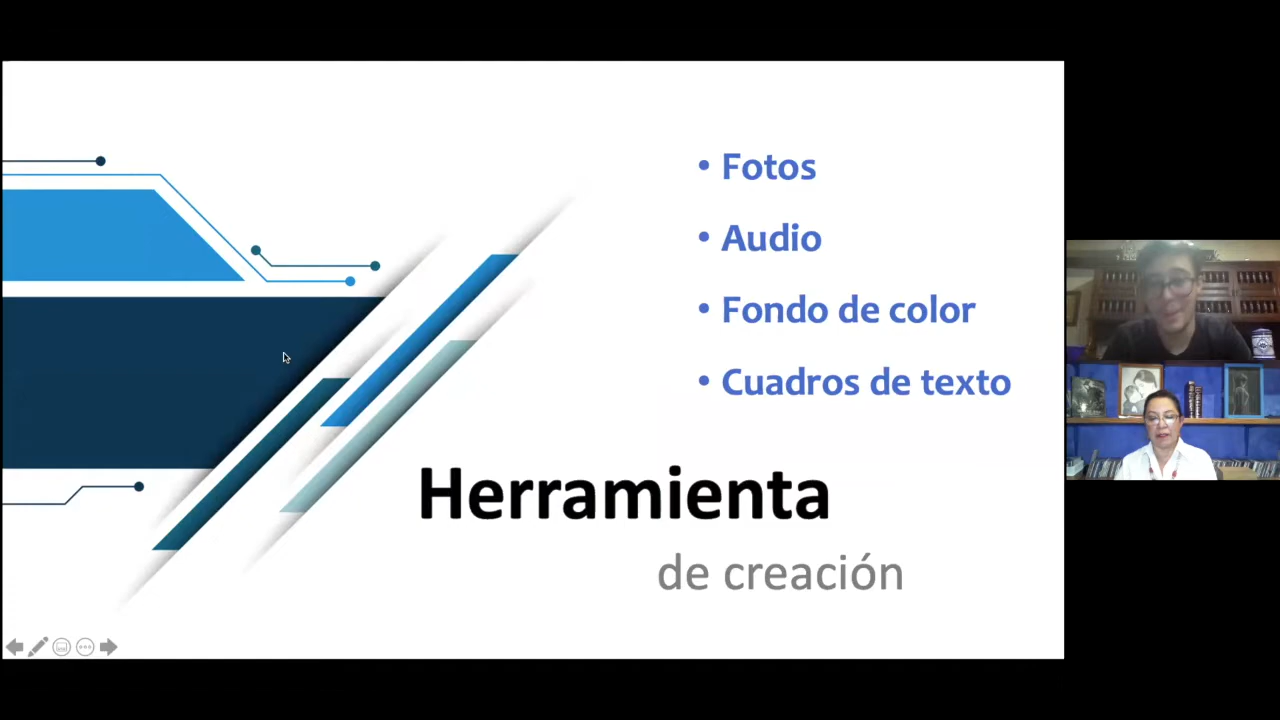 • Fotos
• Audio
• Fondo de color
• Cuadros de texto
Herramienta
de creación